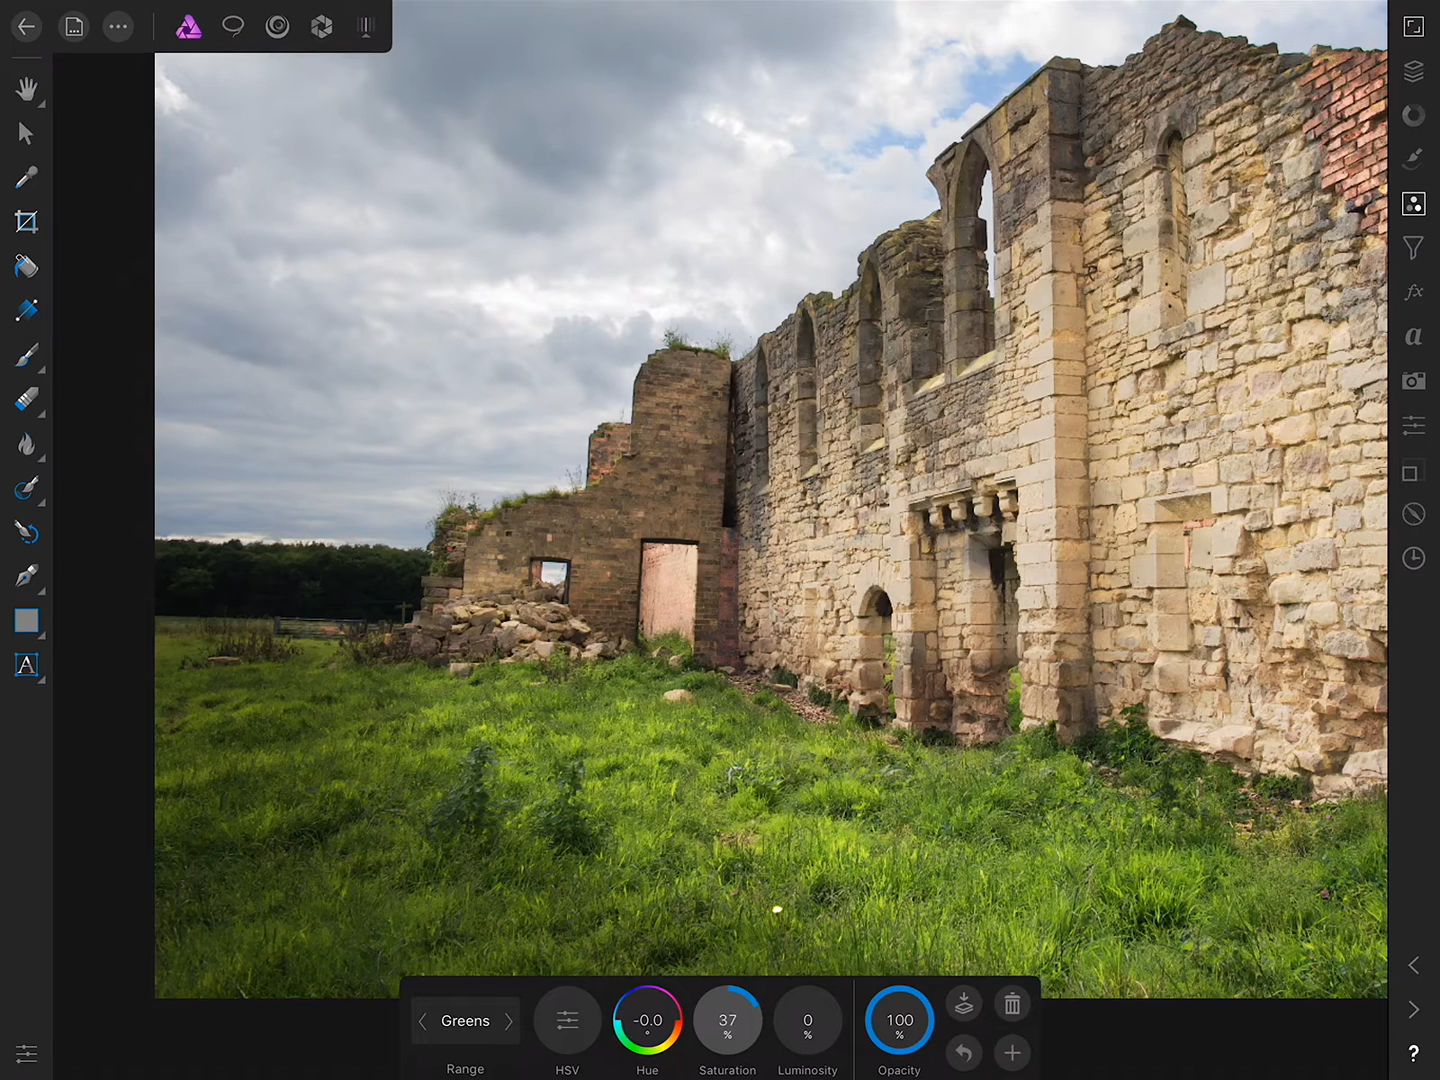 Greens
-0.0
°
37
%
0
%
100
%
Range
HSV
Hue
Saturation
Luminosity
Opacity
fx
a
A
?